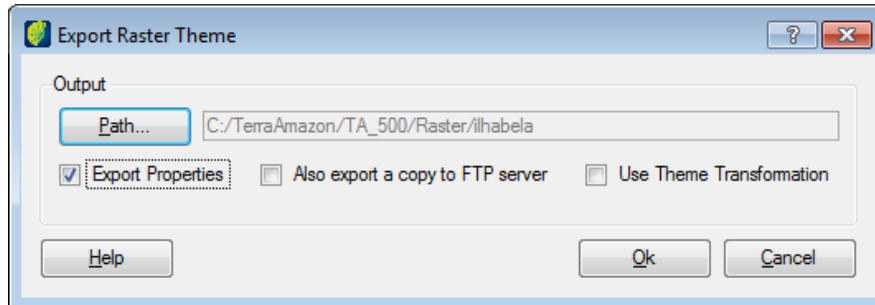 Export Raster Theme
?
Output
Path...
C:/TerraAmazon/TA_500/Raster/ilhabela
Export Properties
Also export a copy to FTP server
Use Theme Transformation
Help
Ok
Cancel